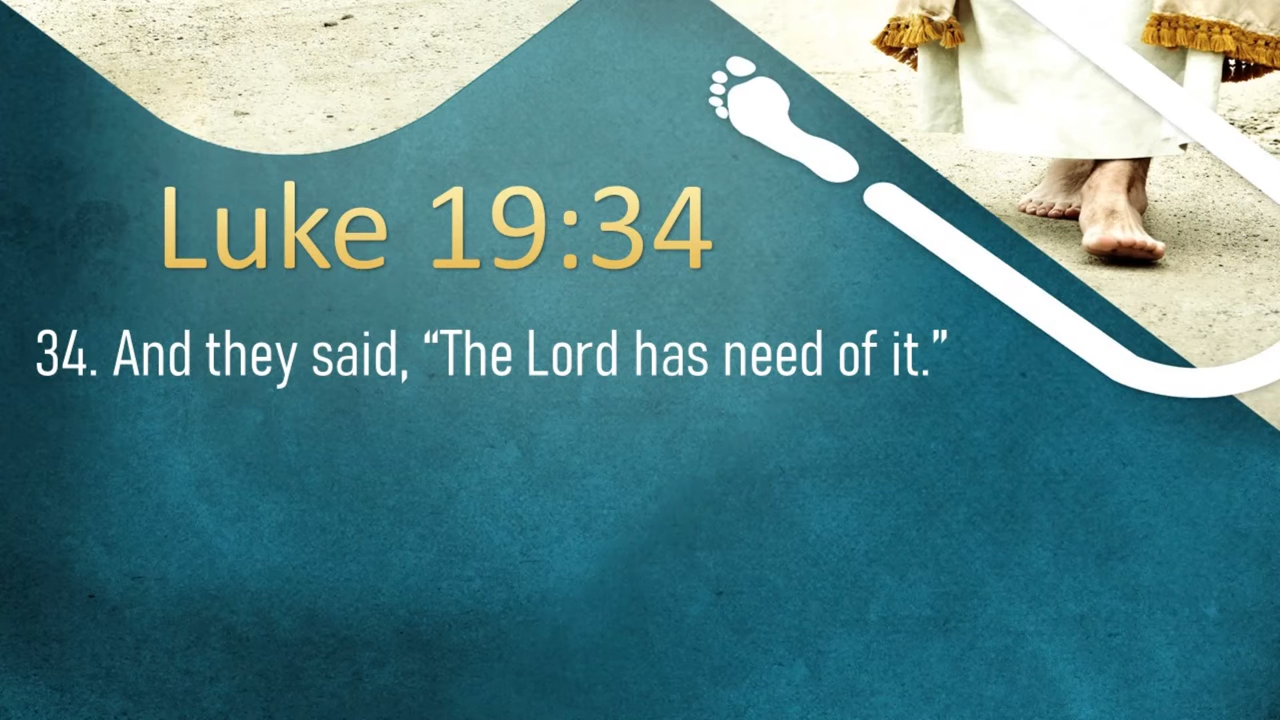 Luke 19:34
34. And they said, “The Lord has need of it.”